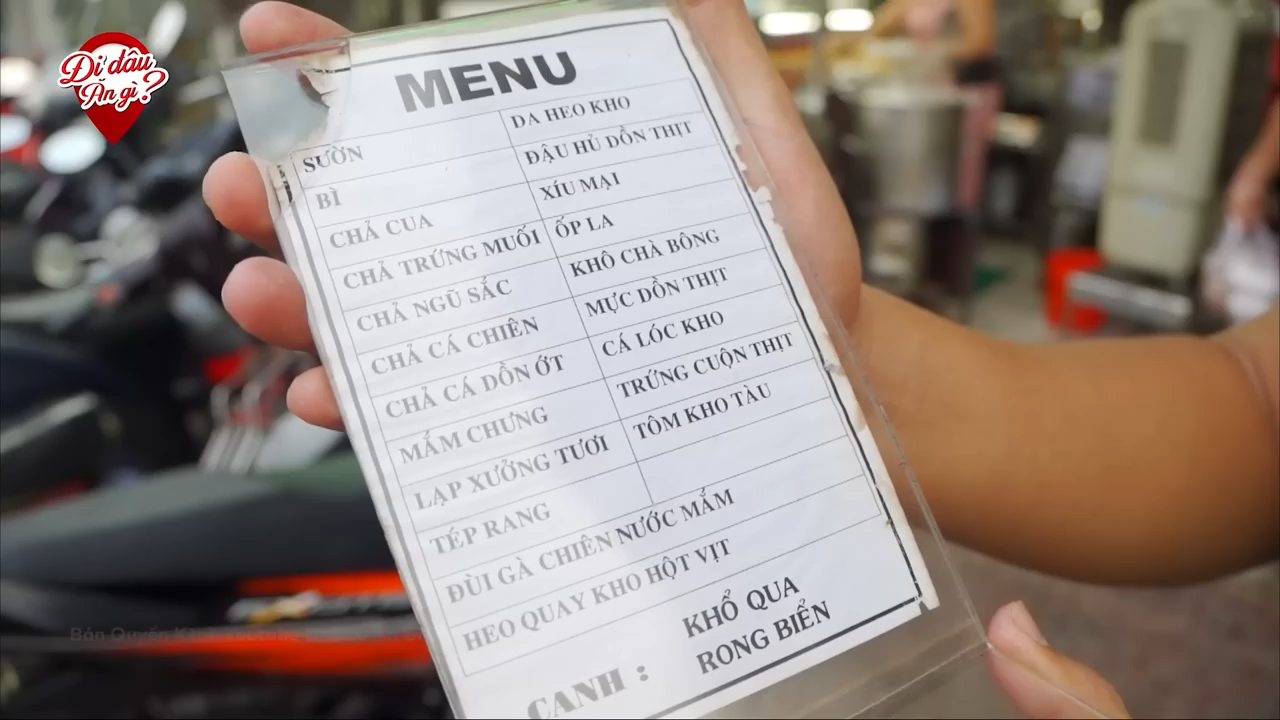 Đi đâu
Ăn gì?
MENU
SƯỜN
BÌ
CHẢ CUA
CHẢ TRỨNG MUỐI
CHẢ NGŨ SẮC
CHẢ CÁ CHIÊN
CHẢ CÁ DỒN ỚT
MẮM CHƯNG
LẠP XƯỞNG TƯƠI
TÉP RANG
DA HEO KHO
ĐẬU HỦ DỒN THỊT
XÍU MẠI
ỐP LA
KHÔ CHÀ BÔNG
MỰC DỒN THỊT
CÁ LÓC KHO
TRỨNG CUỘN THỊT
TÔM KHO TÀU
ĐÙI GÀ CHIÊN NƯỚC MẮM
HEO QUAY KHO HỘT VỊT
CANH : KHỔ QUA
RONG BIỂN
Bản Quyền